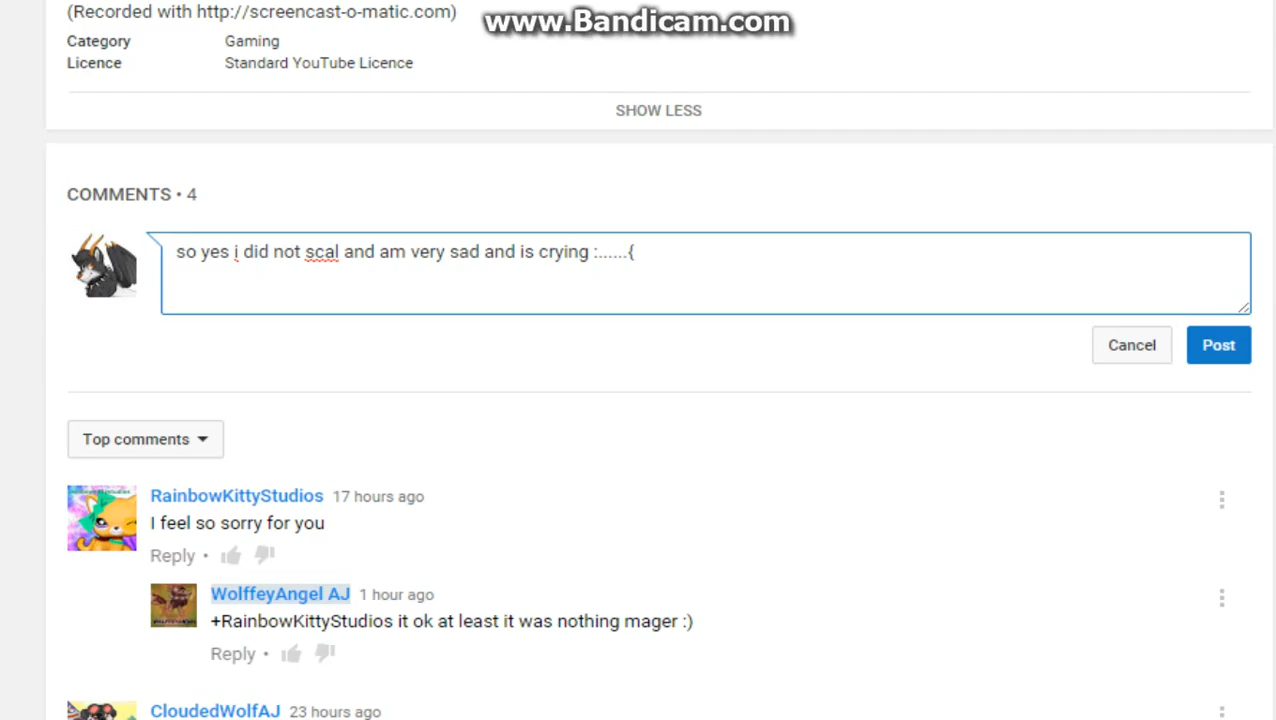 (Recorded with http://screencast-o-matic.com)
www.Bandicam.com
Category Gaming
Licence Standard YouTube Licence
SHOW LESS
COMMENTS • 4
so yes i did not scal and am very sad and is crying :......{
Cancel Post
Top comments
RainbowKittyStudios 17 hours ago
I feel so sorry for you
Reply •
WolffeyAngel AJ 1 hour ago
+RainbowKittyStudios it ok at least it was nothing mager :)
Reply •
CloudedWolfAJ 23 hours ago